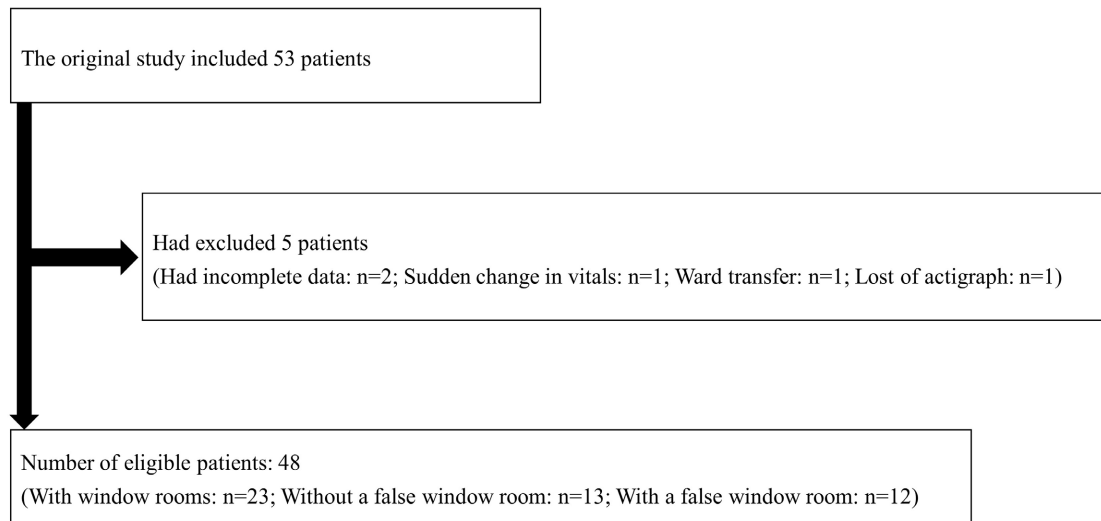 The original study included 53 patients
Had excluded 5 patients
(Had incomplete data: n=2; Sudden change in vitals: n=1; Ward transfer: n=1; Lost of actigraph: n=1)
Number of eligible patients: 48
(With window rooms: n=23; Without a false window room: n=13; With a false window room: n=12)